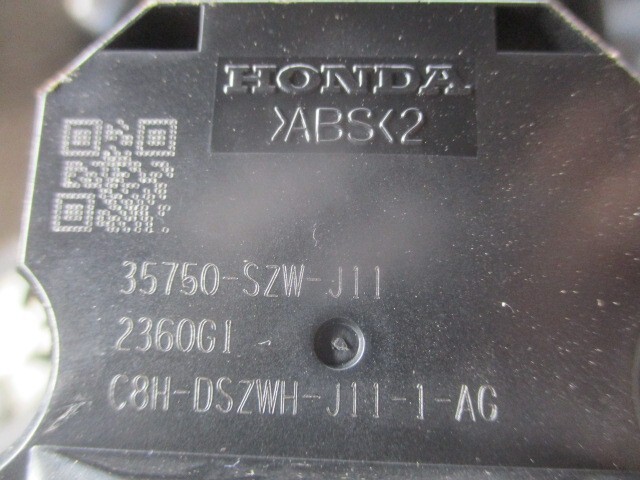 HONDA
>ABS<2
35750-SZW-J11
2360G1
C8H-DSZWH-J11-1-AG